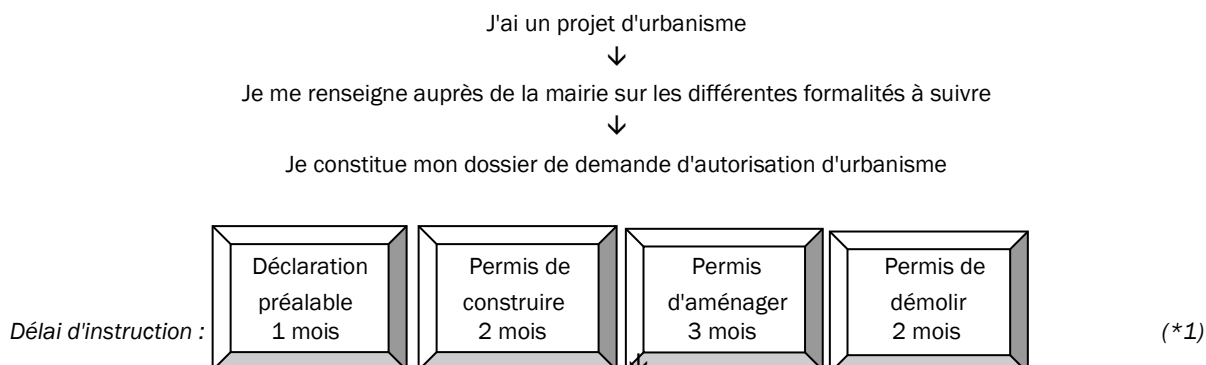 J'ai un projet d'urbanisme
↓
Je me renseigne auprès de la mairie sur les différentes formalités à suivre
↓
Je constitue mon dossier de demande d'autorisation d'urbanisme
Déclaration
préalable
1 mois
Permis de
construire
2 mois
Permis
d'aménager
3 mois
Permis de
démolir
2 mois
Délai d'instruction :
(*1)
↓